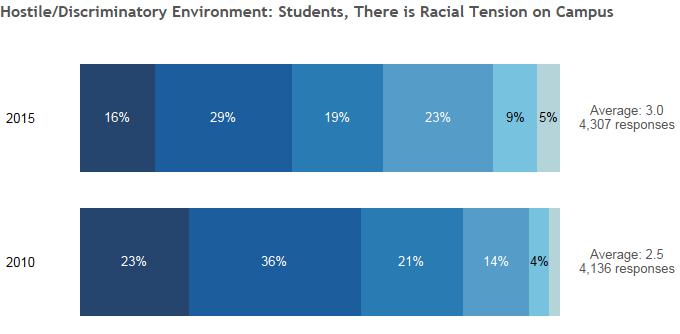 Hostile/Discriminatory Environment: Students, There is Racial Tension on Campus
2015
16%
29%
19%
23%
9%
5%
Average: 3.0
4,307 responses
2010
23%
36%
21%
14%
4%
Average: 2.5
4,136 responses